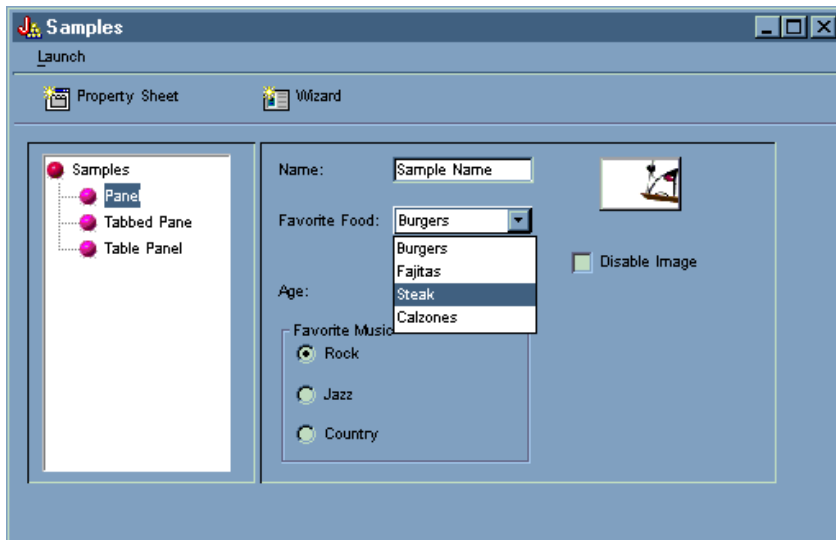 Samples
Launch
Property Sheet
Wizard
Samples
Panel
Tabbed Pane
Table Panel
Name:
Sample Name
Favorite Food:
Burgers
Burgers
Fajitas
Steak
Calzones
Disable Image
Age:
Favorite Music
Rock
Jazz
Country